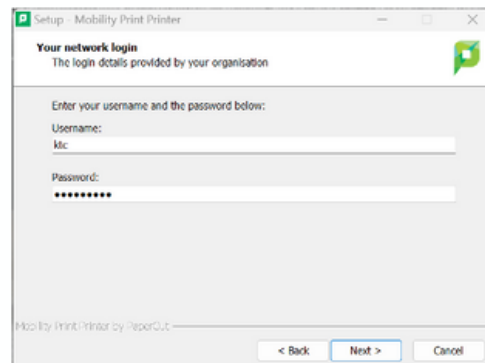 Setup - Mobility Print Printer
Your network login
The login details provided by your organisation
Enter your username and the password below:
Username:
ktc
Password:
•••••••••
Mobility Print Printer by PaperCut
< Back
Next >
Cancel